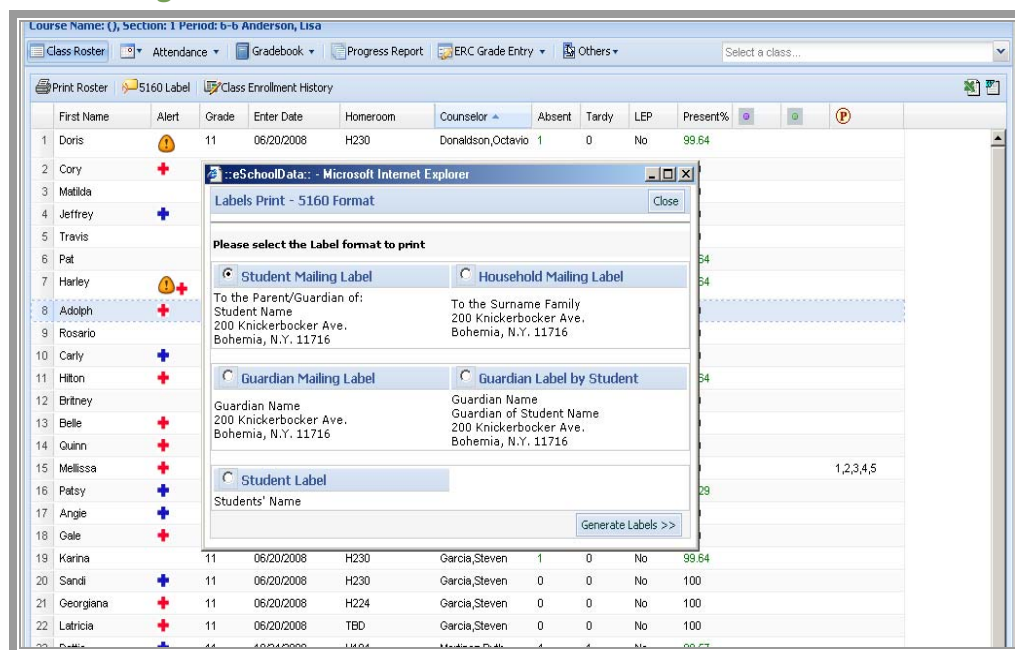 Course Name: (), Section: 1 Period: 6-6 Anderson, Lisa
Class Roster Attendance Gradebook Progress Report ERC Grade Entry Others Select a class...
Print Roster 5160 Label Class Enrollment History
First Name Alert Grade Enter Date Homeroom Counselor Absent Tardy LEP Present% P
1 Doris 11 06/20/2008 H230 Donaldson,Octavio 1 0 No 99.64
2 Cory
3 Matilda
4 Jeffrey
5 Travis
6 Pat 64
7 Harley 64
8 Adolph
9 Rosario
10 Carly
11 Hilton 64
12 Britney
13 Belle
14 Quinn
15 Mellissa 1,2,3,4,5
16 Patsy 29
17 Angie
18 Gale
::eSchoolData:: - Microsoft Internet Explorer
Labels Print - 5160 Format Close
Please select the Label format to print
Student Mailing Label
To the Parent/Guardian of:
Student Name
200 Knickerbocker Ave.
Bohemia, N.Y. 11716
Household Mailing Label
To the Surname Family
200 Knickerbocker Ave.
Bohemia, N.Y. 11716
Guardian Mailing Label
Guardian Name
200 Knickerbocker Ave.
Bohemia, N.Y. 11716
Guardian Label by Student
Guardian Name
Guardian of Student Name
200 Knickerbocker Ave.
Bohemia, N.Y. 11716
Student Label
Students' Name
Generate Labels >>
19 Karina 11 06/20/2008 H230 Garcia,Steven 1 0 No 99.64
20 Sandi 11 06/20/2008 H230 Garcia,Steven 0 0 No 100
21 Georgiana 11 06/20/2008 H224 Garcia,Steven 0 0 No 100
22 Latricia 11 06/20/2008 TBD Garcia,Steven 0 0 No 100